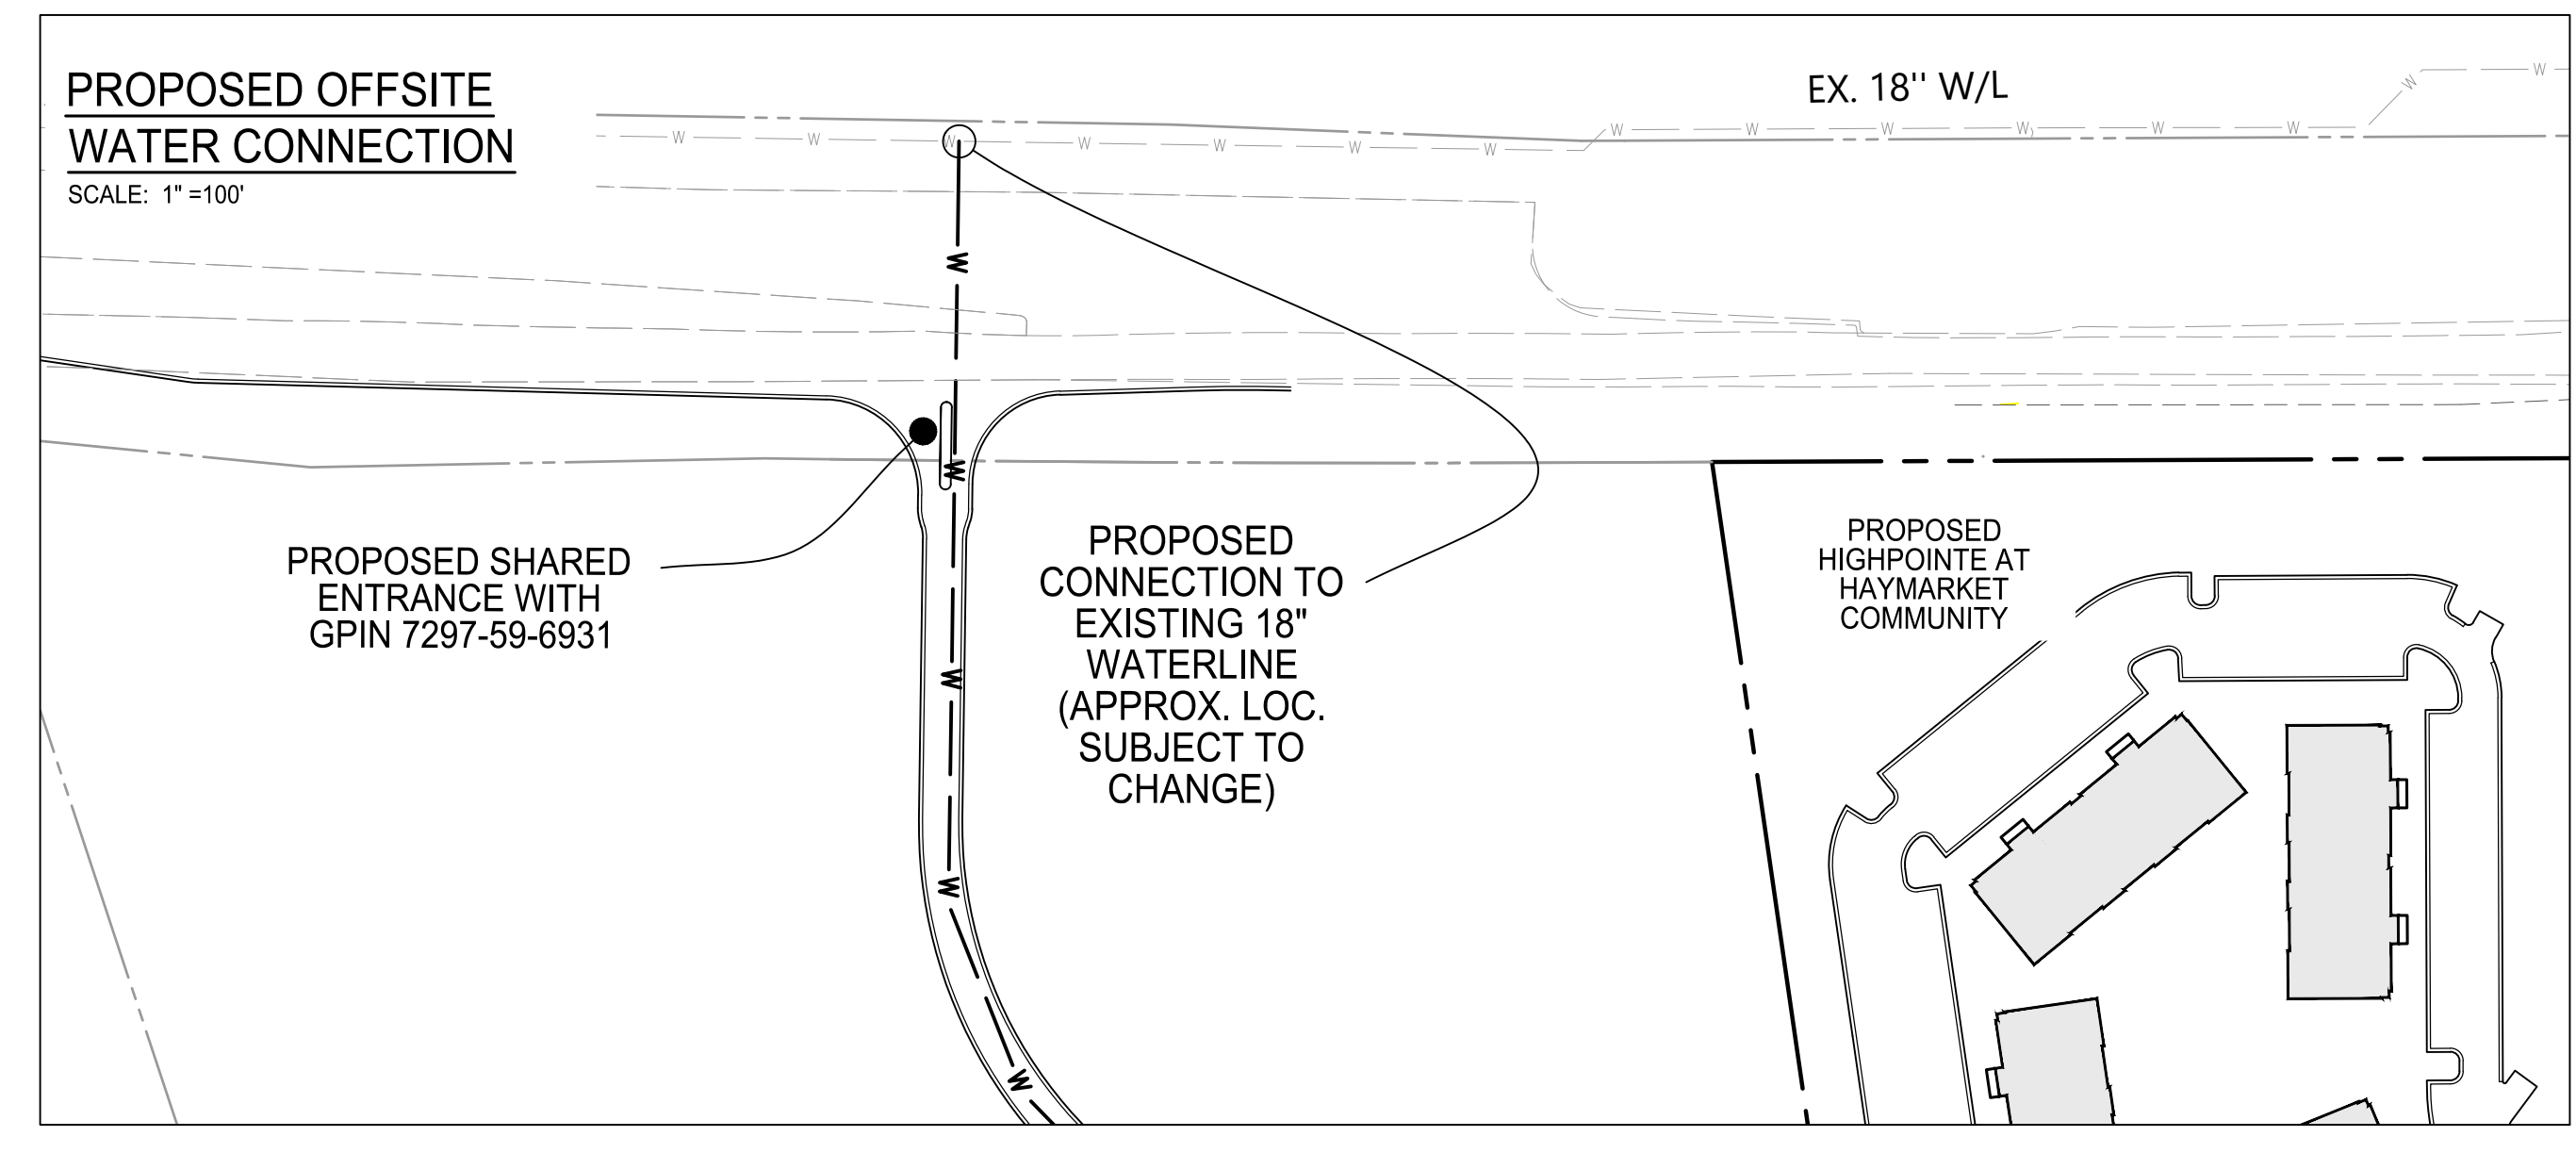 PROPOSED OFFSITE
WATER CONNECTION
SCALE: 1" =100'
EX. 18'' W/L
W W W W W W W W W W W W W W W
W
W
W
W
W
PROPOSED SHARED
ENTRANCE WITH
GPIN 7297-59-6931
PROPOSED
CONNECTION TO
EXISTING 18"
WATERLINE
(APPROX. LOC.
SUBJECT TO
CHANGE)
PROPOSED
HIGHPOINTE AT
HAYMARKET
COMMUNITY